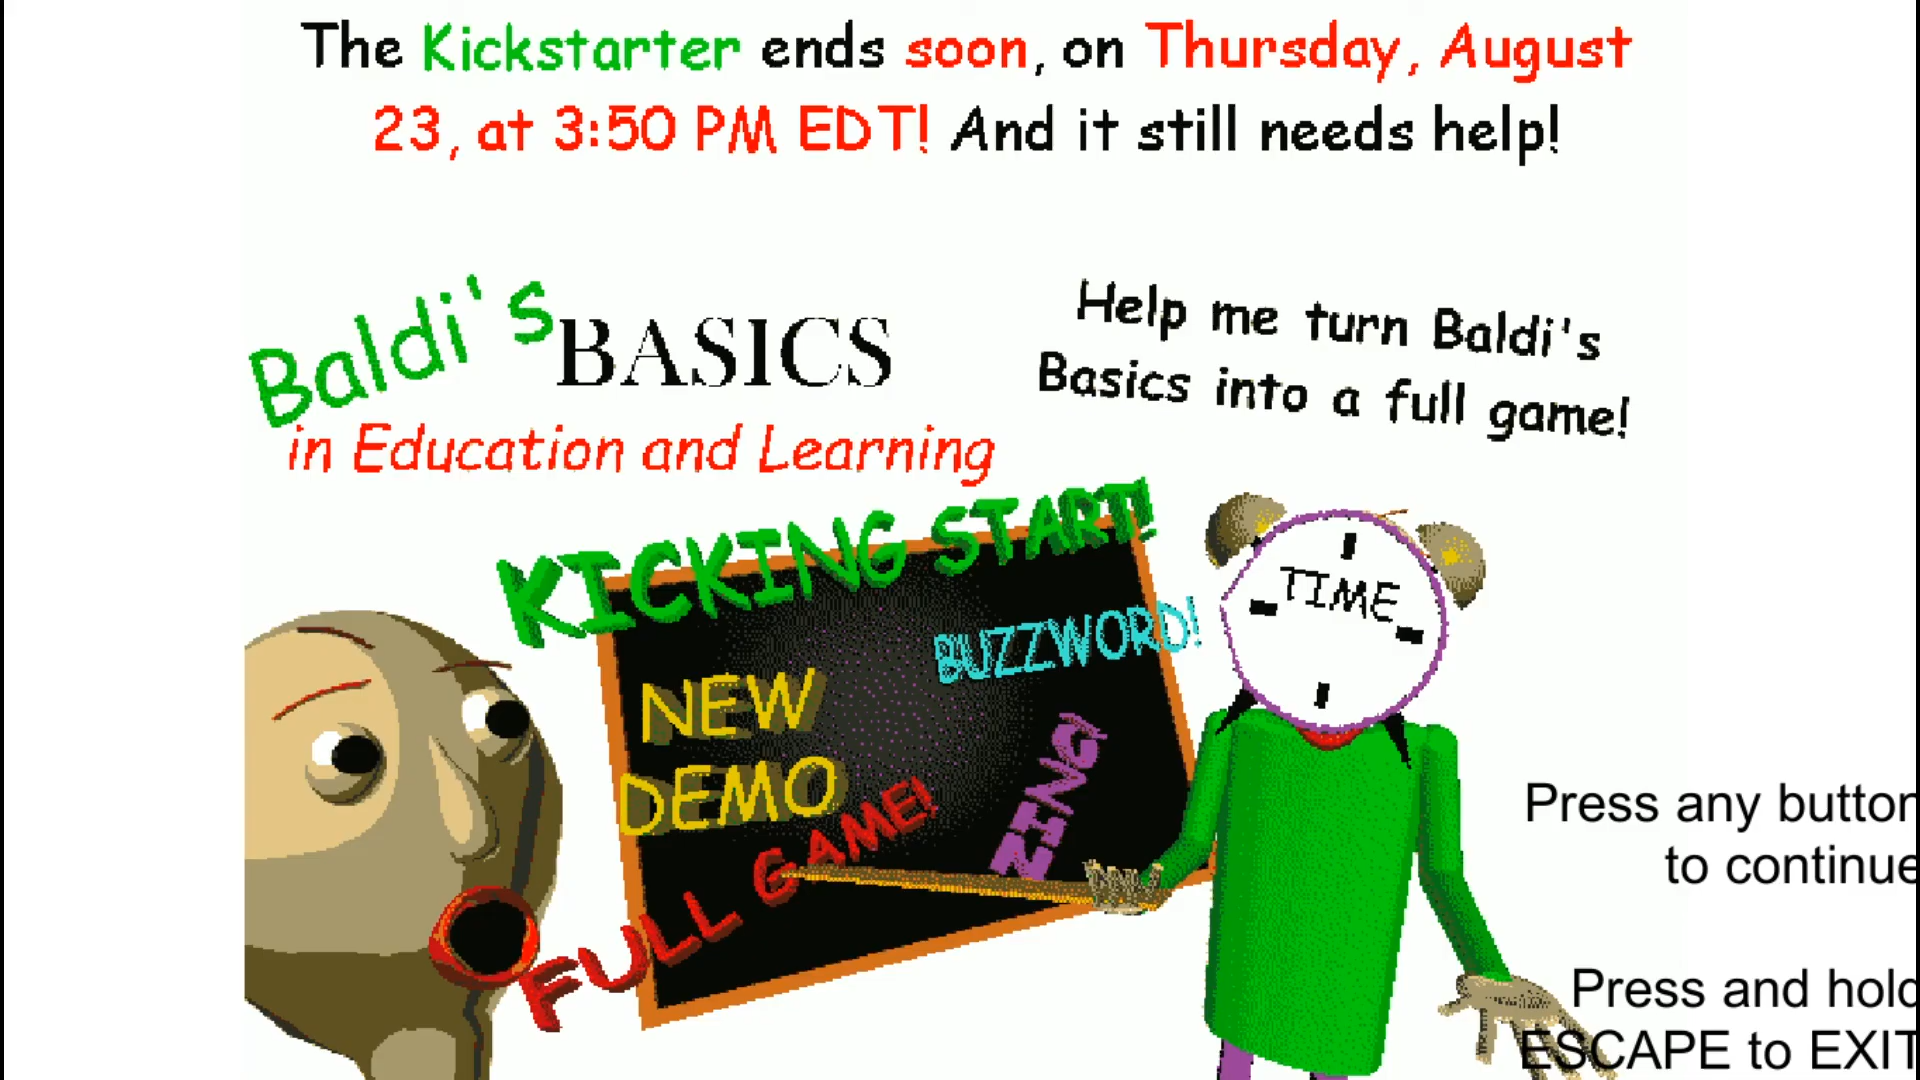 The Kickstarter ends soon, on Thursday, August
23, at 3:50 PM EDT! And it still needs help!
Baldi's BASICS
in Education and Learning
Help me turn Baldi's
Basics into a full game!
KICKING START!
BUZZWORD!
NEW
DEMO
ZING!
FULL GAME!
TIME
Press any button
to continue
Press and hold
ESCAPE to EXIT